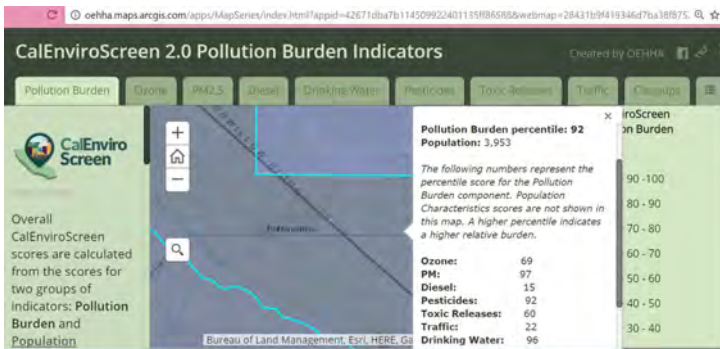 oehha.maps.arcgis.com/apps/MapSeries/index.html?appid=42671dba7b114509922401135ff86588&webmap=28431b9f419346d7ba38f875
CalEnviroScreen 2.0 Pollution Burden Indicators
Created by OEHHA
Pollution Burden
Ozone
PM2.5
Diesel
Drinking Water
Pesticides
Toxic Releases
Traffic
Cleanups
CalEnviro
Screen
Overall
CalEnviroScreen
scores are calculated
from the scores for
two groups of
indicators: Pollution
Burden and
Population
+
−
Bureau of Land Management, Esri, HERE, Ga
×
Pollution Burden percentile: 92
Population: 3,953
The following numbers represent the
percentile score for the Pollution
Burden component. Population
Characteristics scores are not shown in
this map. A higher percentile indicates
a higher relative burden.
Ozone: 69
PM: 97
Diesel: 15
Pesticides: 92
Toxic Releases: 60
Traffic: 22
Drinking Water: 96
iroScreen
on Burden
90 -100
80 - 90
70 - 80
60 - 70
50 - 60
40 - 50
30 - 40